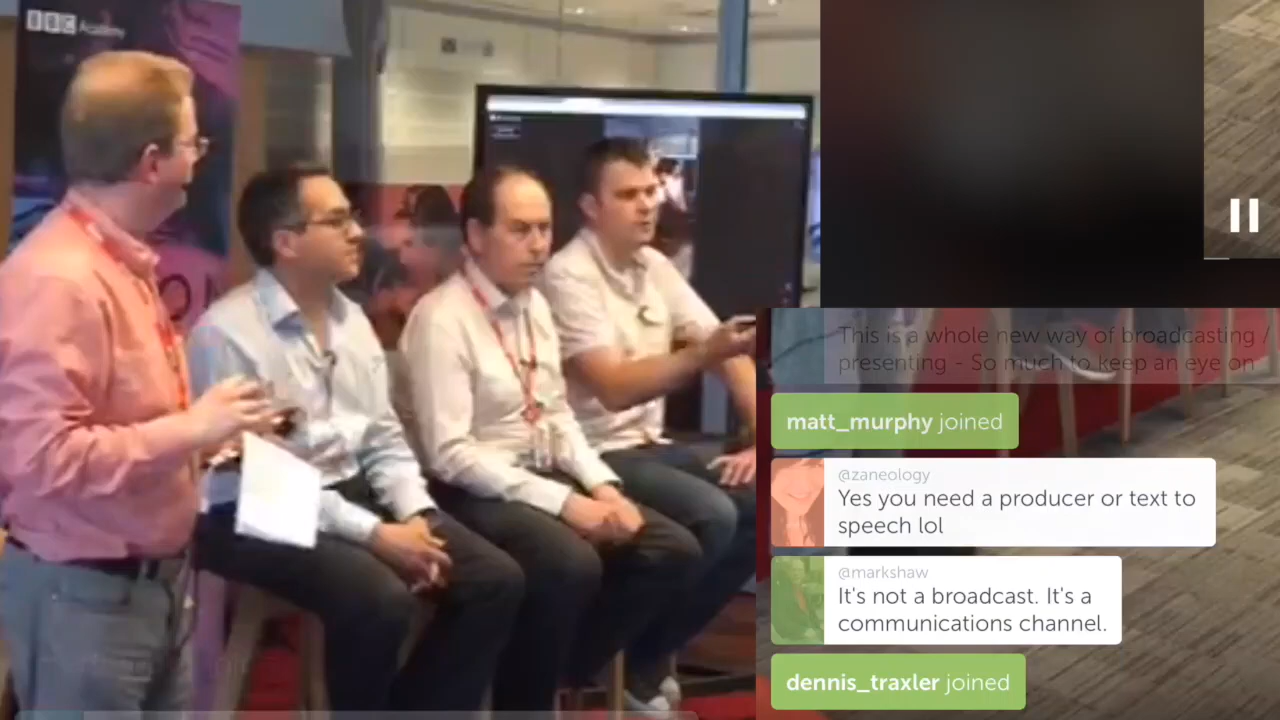 BBC Academy
This is a whole new way of broadcasting /
presenting - So much to keep an eye on
matt_murphy joined
@zaneology
Yes you need a producer or text to
speech lol
@markshaw
It's not a broadcast. It's a
communications channel.
dennis_traxler joined